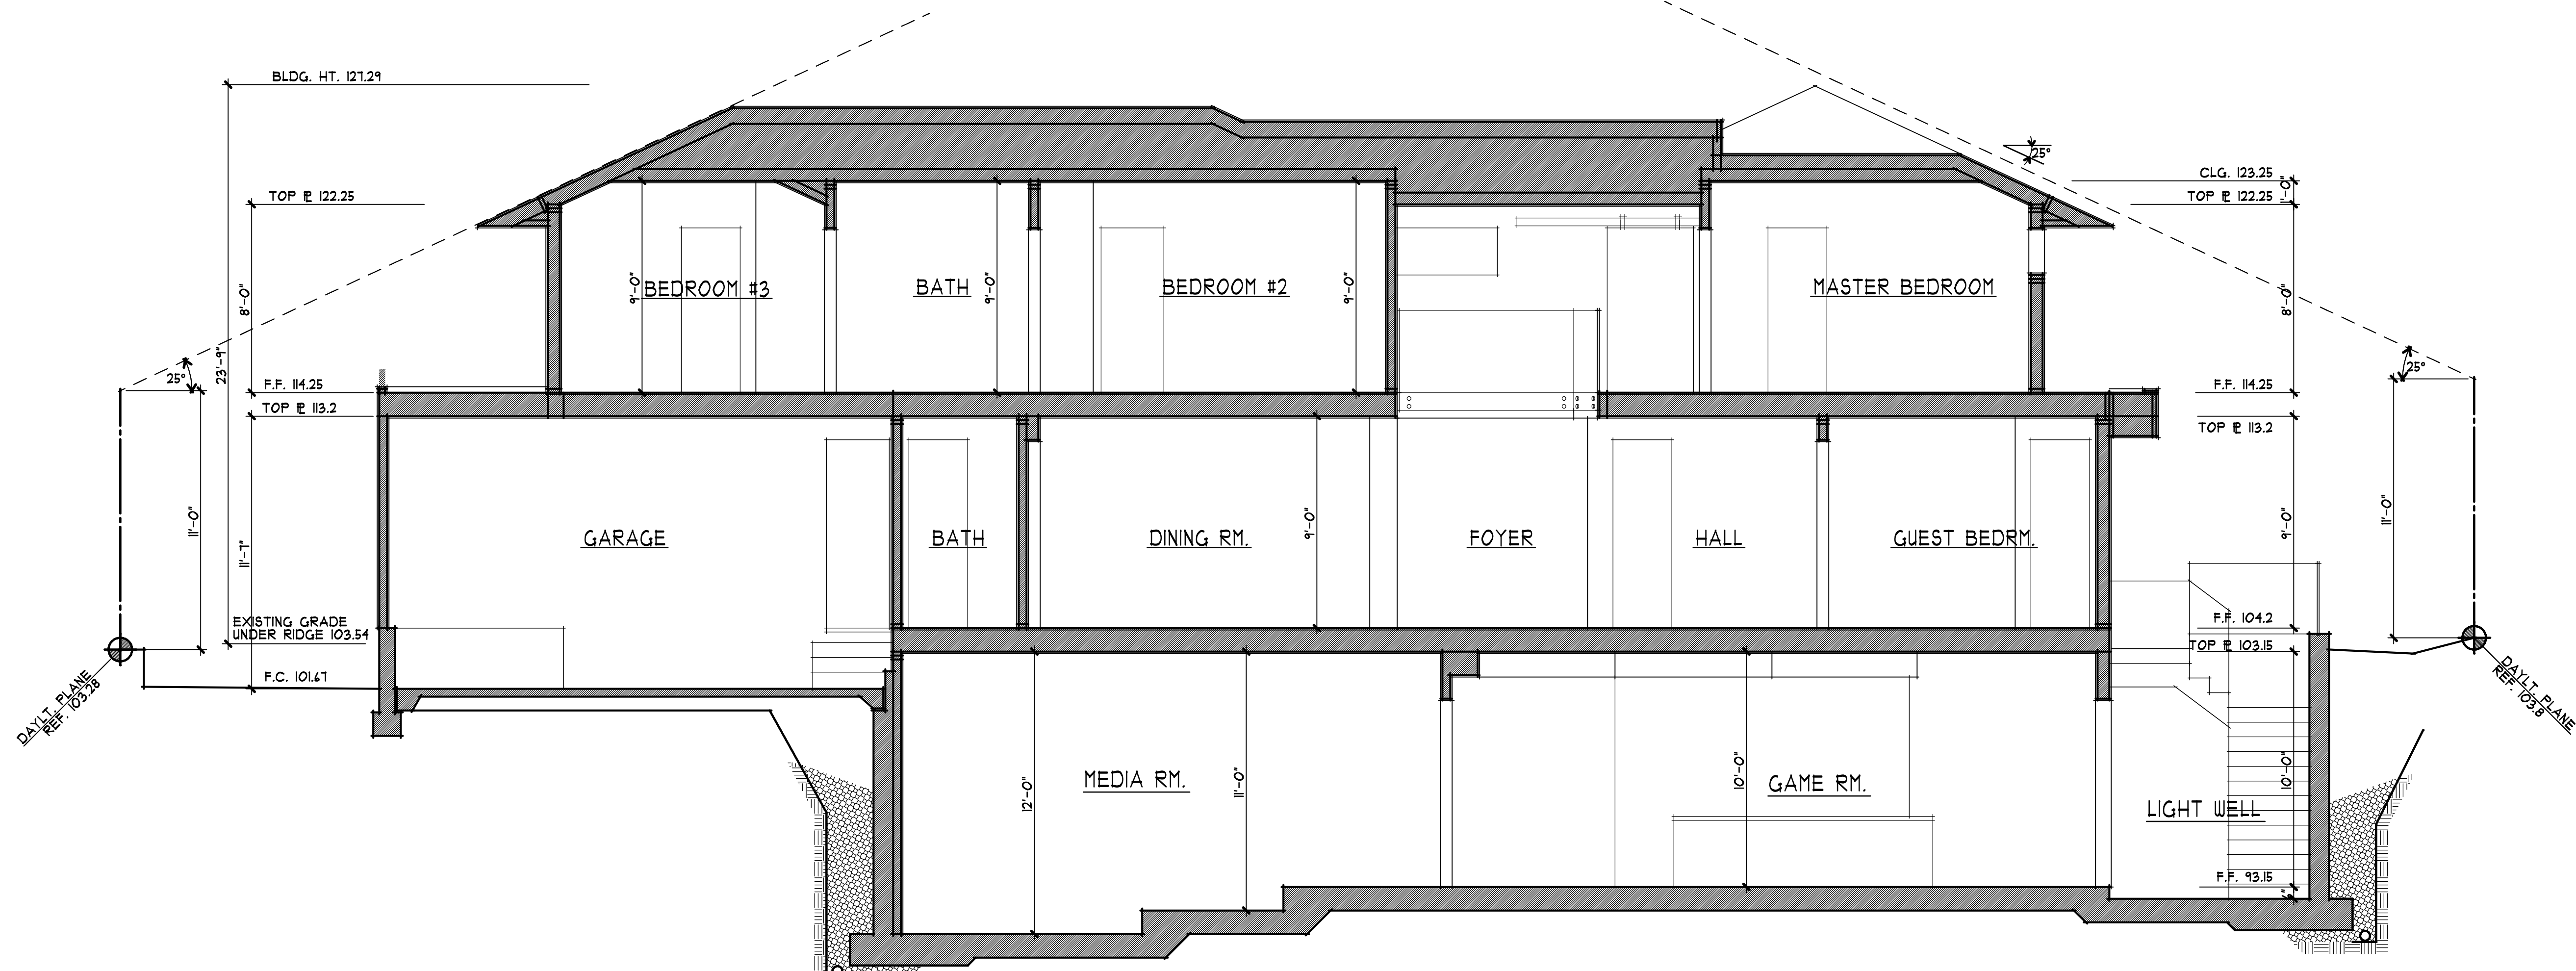 BLDG. HT. 127.29
25°
CLG. 123.25
1'-0"
TOP PL 122.25
TOP PL 122.25
8'-0"
9'-0"
BEDROOM #3
BATH
9'-0"
BEDROOM #2
9'-0"
MASTER BEDROOM
8'-0"
23'-9"
25°
25°
F.F. 114.25
F.F. 114.25
TOP PL 113.2
TOP PL 113.2
11'-0"
11'-7"
GARAGE
BATH
DINING RM.
9'-0"
FOYER
HALL
GUEST BEDRM.
9'-0"
11'-0"
EXISTING GRADE
UNDER RIDGE 103.54
F.F. 104.2
TOP PL 103.15
F.C. 101.67
DAYLT. PLANE
REF. 103.28
DAYLT. PLANE
REF. 103.8
12'-0"
MEDIA RM.
11'-0"
10'-0"
GAME RM.
10'-0"
LIGHT WELL
F.F. 93.15